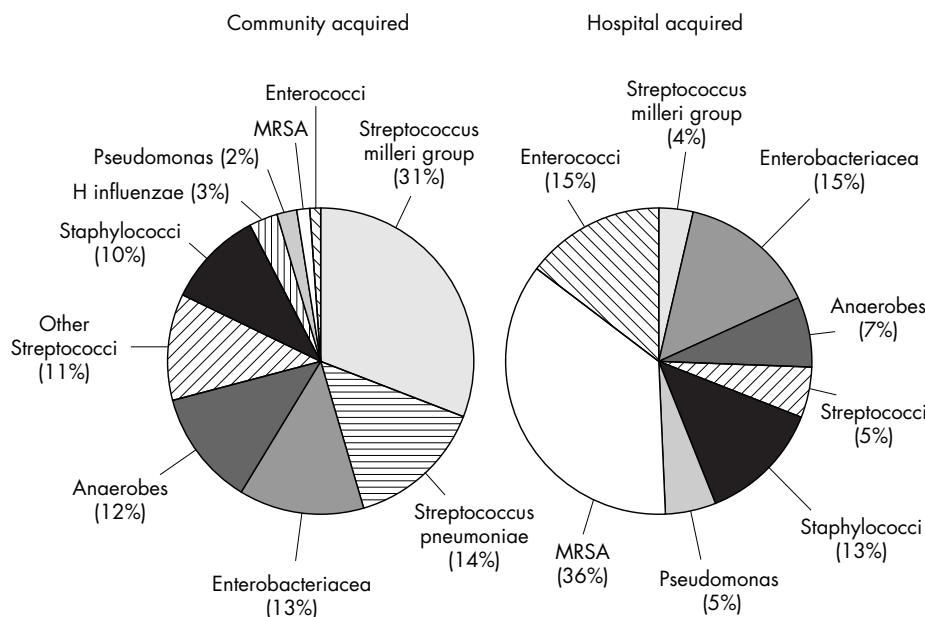 Community acquired
Enterococci
MRSA
Pseudomonas (2%)
H influenzae (3%)
Staphylococci
(10%)
Other
Streptococci
(11%)
Anaerobes
(12%)
Enterobacteriacea
(13%)
Streptococcus
pneumoniae
(14%)
Streptococcus
milleri group
(31%)
Hospital acquired
Streptococcus
milleri group
(4%)
Enterobacteriacea
(15%)
Anaerobes
(7%)
Streptococci
(5%)
Staphylococci
(13%)
Pseudomonas
(5%)
MRSA
(36%)
Enterococci
(15%)